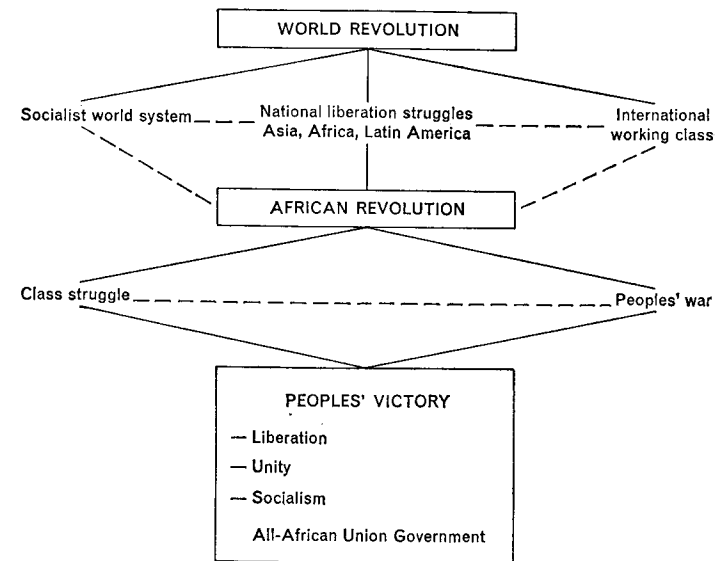 WORLD REVOLUTION
Socialist world system
National liberation struggles
Asia, Africa, Latin America
International
working class
AFRICAN REVOLUTION
Class struggle
Peoples' war
PEOPLES' VICTORY
— Liberation
— Unity
— Socialism
All-African Union Government